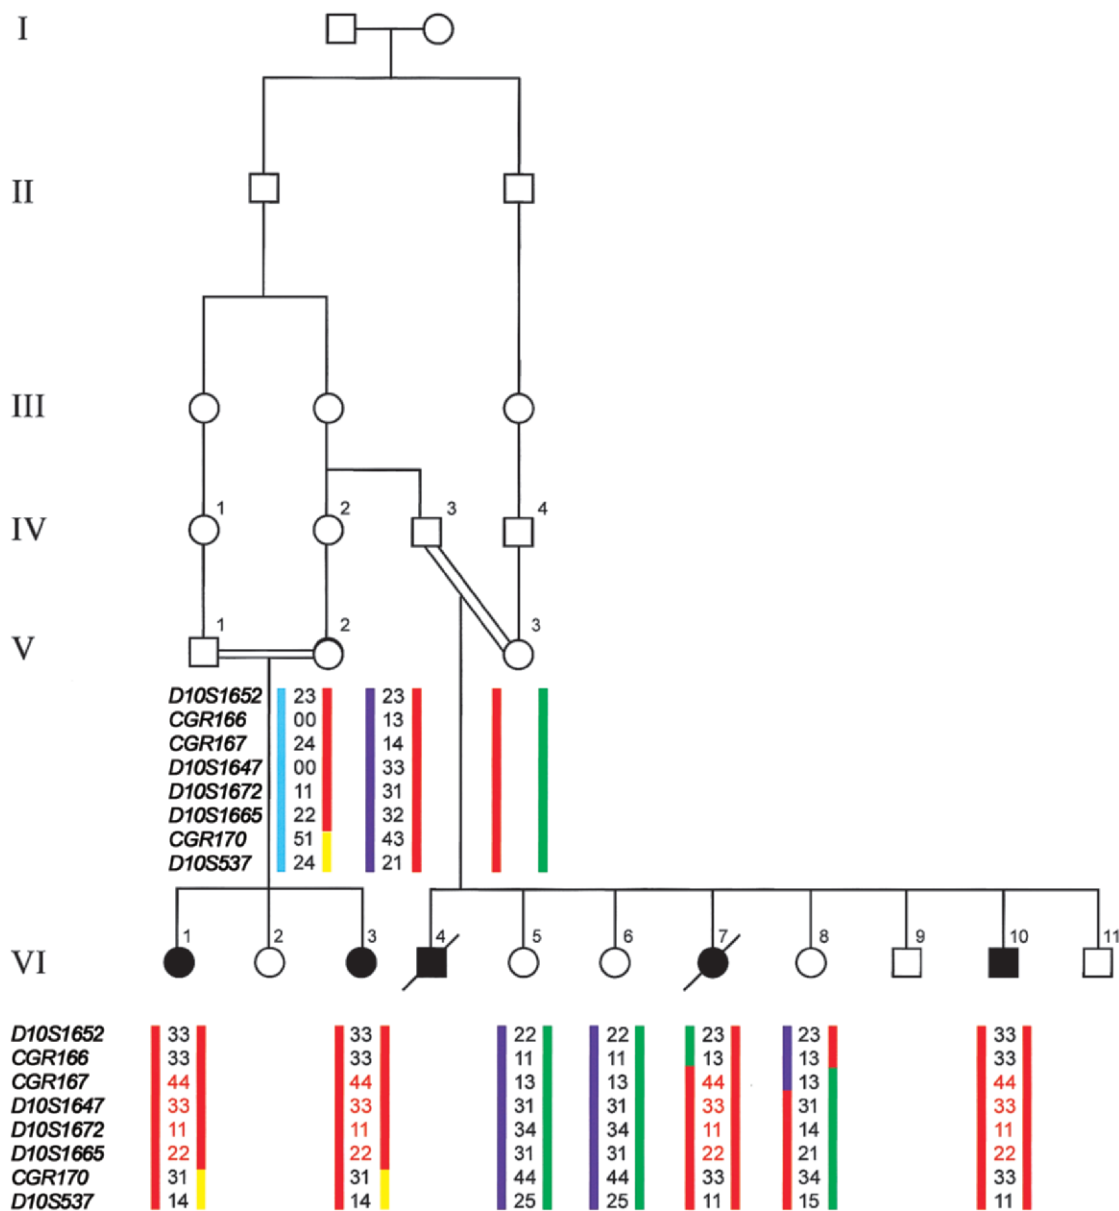 I
II
III
1 2 3 4
IV
1 2 3
V
D10S1652 23 23
CGR166 00 13
CGR167 24 14
D10S1647 00 33
D10S1672 11 31
D10S1665 22 32
CGR170 51 43
D10S537 24 21
1 2 3 4 5 6 7 8 9 10 11
VI
D10S1652 33 33 22 22 23 23 33
CGR166 33 33 11 11 13 13 33
CGR167 44 44 13 13 44 13 44
D10S1647 33 33 31 31 33 31 33
D10S1672 11 11 34 34 11 14 11
D10S1665 22 22 31 31 22 21 22
CGR170 31 31 44 44 33 34 33
D10S537 14 14 25 25 11 15 11